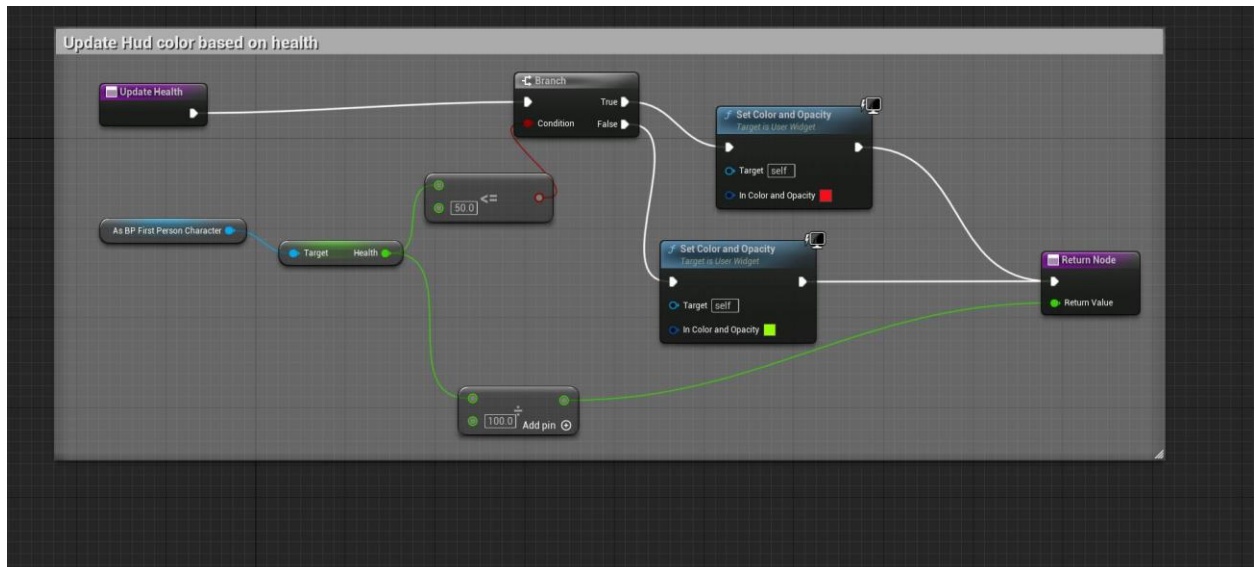 Update Hud color based on health
Update Health
Branch
True
Condition
False
<=
50.0
As BP First Person Character
Target
Health
Set Color and Opacity
Target is User Widget
Target
self
In Color and Opacity
Set Color and Opacity
Target is User Widget
Target
self
In Color and Opacity
Return Node
Return Value
÷
100.0
Add pin